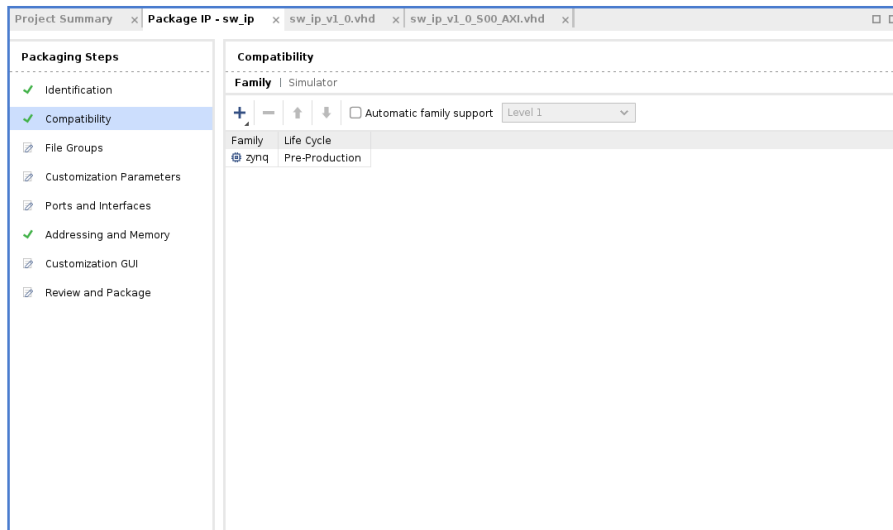 Project Summary × Package IP - sw_ip × sw_ip_v1_0.vhd × sw_ip_v1_0_S00_AXI.vhd ×
Packaging Steps
Identification
Compatibility
File Groups
Customization Parameters
Ports and Interfaces
Addressing and Memory
Customization GUI
Review and Package
Compatibility
Family | Simulator
Automatic family support Level 1
Family Life Cycle
zynq Pre-Production